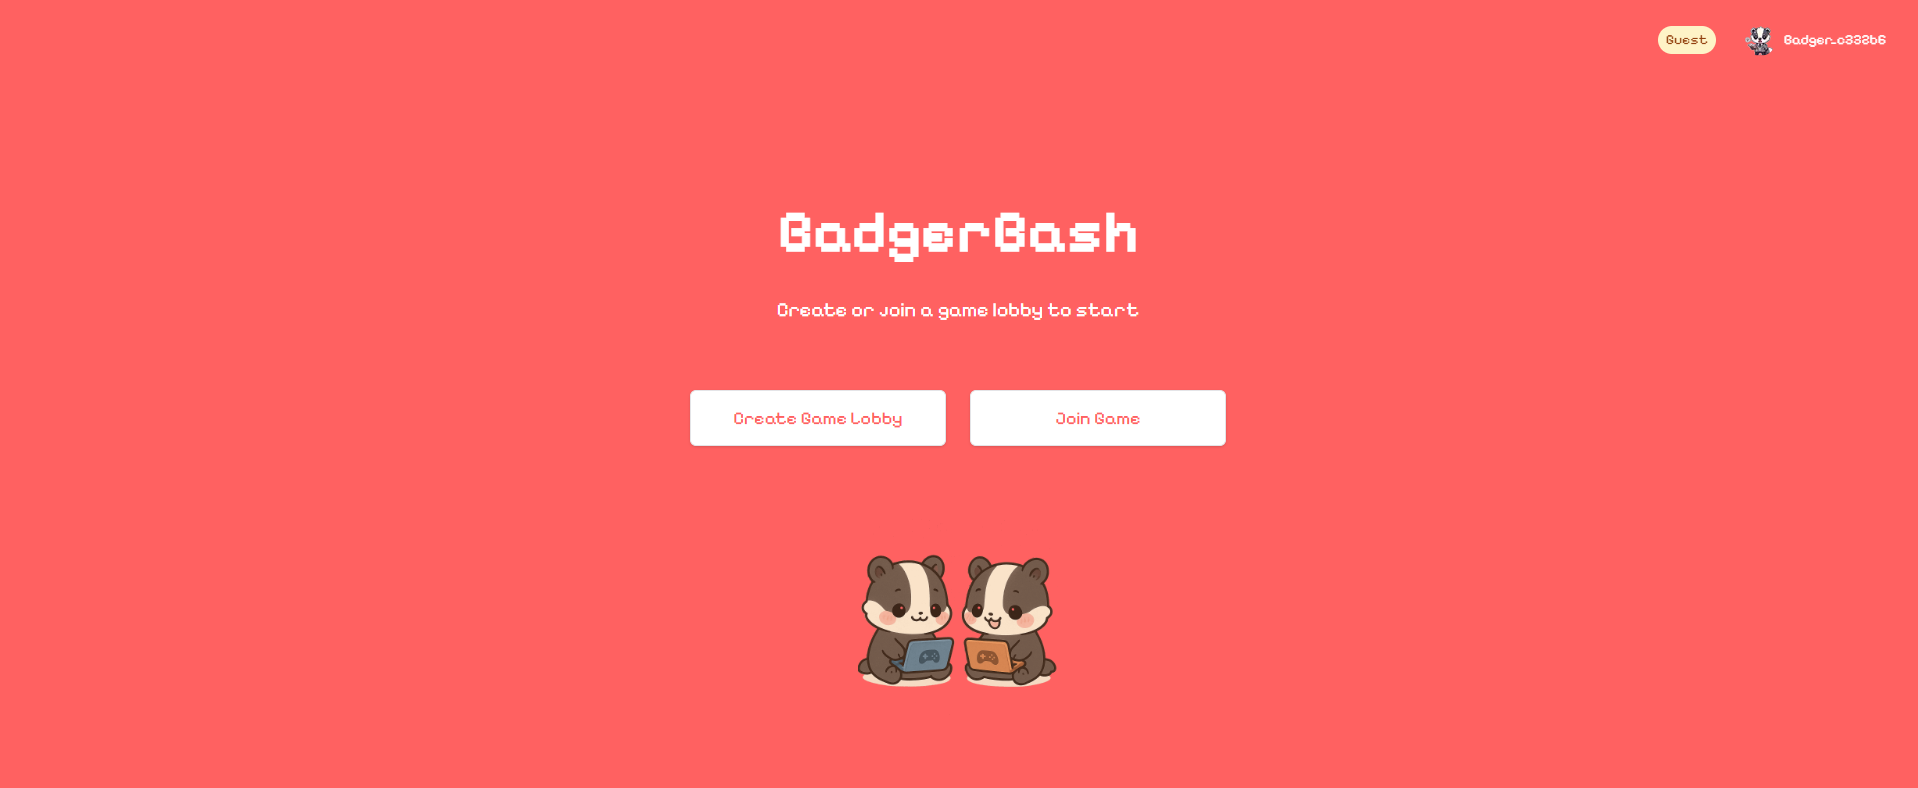 Guest
Badger_c332b6
BadgerBash
Create or join a game lobby to start
Create Game Lobby
Join Game